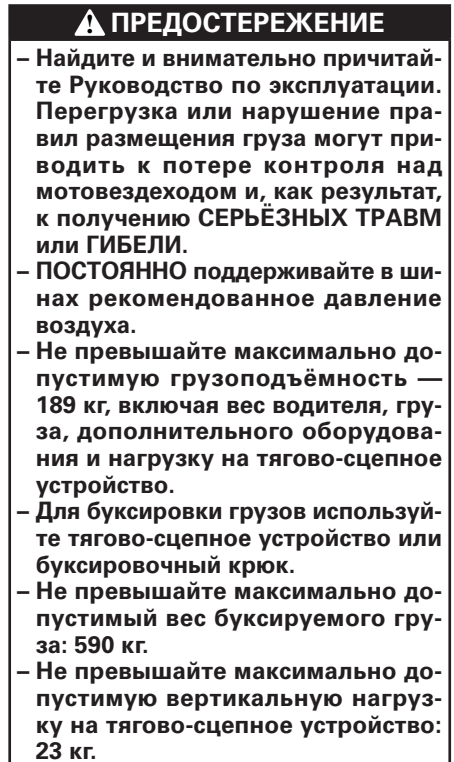 ПРЕДОСТЕРЕЖЕНИЕ
– Найдите и внимательно причитай-
те Руководство по эксплуатации.
Перегрузка или нарушение пра-
вил размещения груза могут при-
водить к потере контроля над
мотовездеходом и, как результат,
к получению СЕРЬЁЗНЫХ ТРАВМ
или ГИБЕЛИ.
– ПОСТОЯННО поддерживайте в ши-
нах рекомендованное давление
воздуха.
– Не превышайте максимально до-
пустимую грузоподъёмность —
189 кг, включая вес водителя, гру-
за, дополнительного оборудова-
ния и нагрузку на тягово-сцепное
устройство.
– Для буксировки грузов используй-
те тягово-сцепное устройство или
буксировочный крюк.
– Не превышайте максимально до-
пустимый вес буксируемого гру-
за: 590 кг.
– Не превышайте максимально до-
пустимую вертикальную нагруз-
ку на тягово-сцепное устройство:
23 кг.